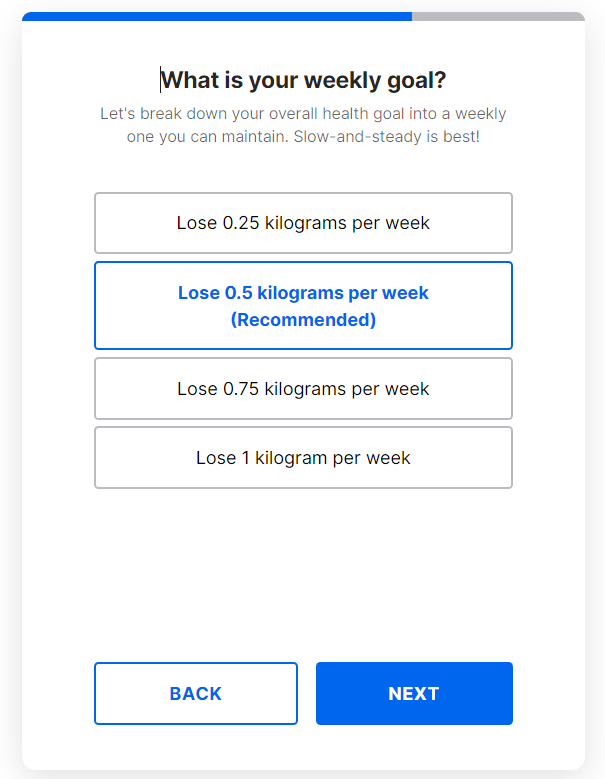 What is your weekly goal?
Let's break down your overall health goal into a weekly
one you can maintain. Slow-and-steady is best!
Lose 0.25 kilograms per week
Lose 0.5 kilograms per week
(Recommended)
Lose 0.75 kilograms per week
Lose 1 kilogram per week
BACK
NEXT